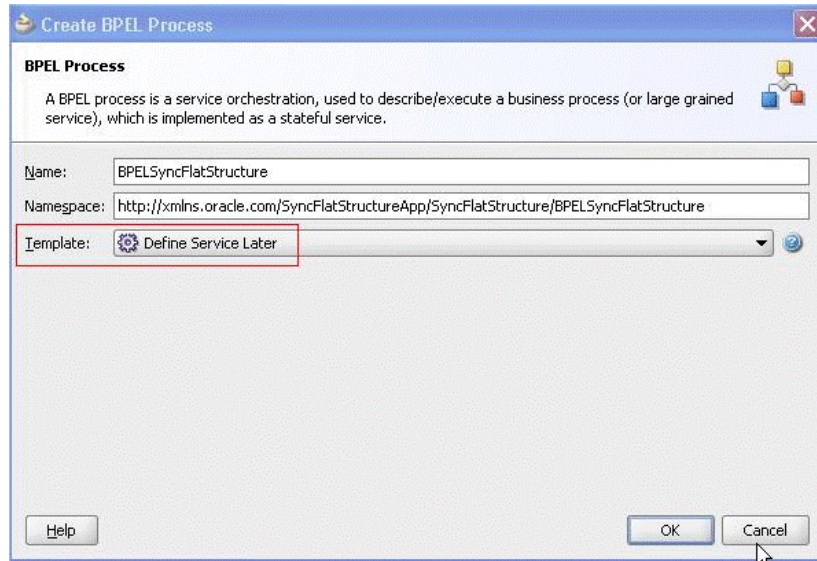 Create BPEL Process
BPEL Process
A BPEL process is a service orchestration, used to describe/execute a business process (or large grained
service), which is implemented as a stateful service.
Name: BPELSyncFlatStructure
Namespace: http://xmlns.oracle.com/SyncFlatStructureApp/SyncFlatStructure/BPELSyncFlatStructure
Template: Define Service Later
Help OK Cancel